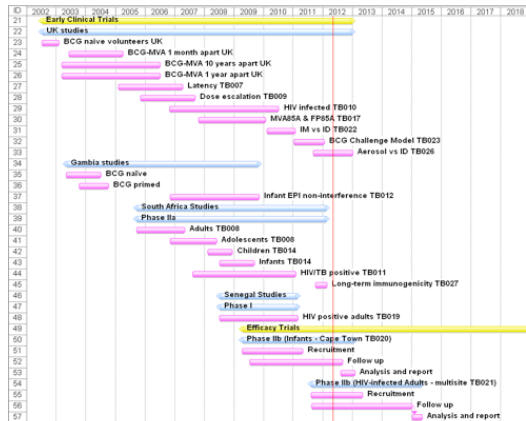 ID 2002 2003 2004 2005 2006 2007 2008 2009 2010 2011 2012 2013 2014 2015 2016 2017 2018
21 Early Clinical Trials
22 UK studies
23 BCG naive volunteers UK
24 BCG-MVA 1 month apart UK
25 BCG-MVA 10 years apart UK
26 BCG-MVA 1 year apart UK
27 Latency TB007
28 Dose escalation TB009
29 HIV infected TB010
30 MVA85A & FP85A TB017
31 IM vs ID TB022
32 BCG Challenge Model TB023
33 Aerosol vs ID TB026
34 Gambia studies
35 BCG naïve
36 BCG primed
37 Infant EPI non-interference TB012
38 South Africa Studies
39 Phase IIa
40 Adults TB008
41 Adolescents TB008
42 Children TB014
43 Infants TB014
44 HIV/TB positive TB011
45 Long-term immunogenicity TB027
46 Senegal Studies
47 Phase I
48 HIV positive adults TB019
49 Efficacy Trials
50 Phase IIb (Infants - Cape Town TB020)
51 Recruitment
52 Follow up
53 Analysis and report
54 Phase IIb (HIV-infected Adults - multisite TB021)
55 Recruitment
56 Follow up
57 Analysis and report